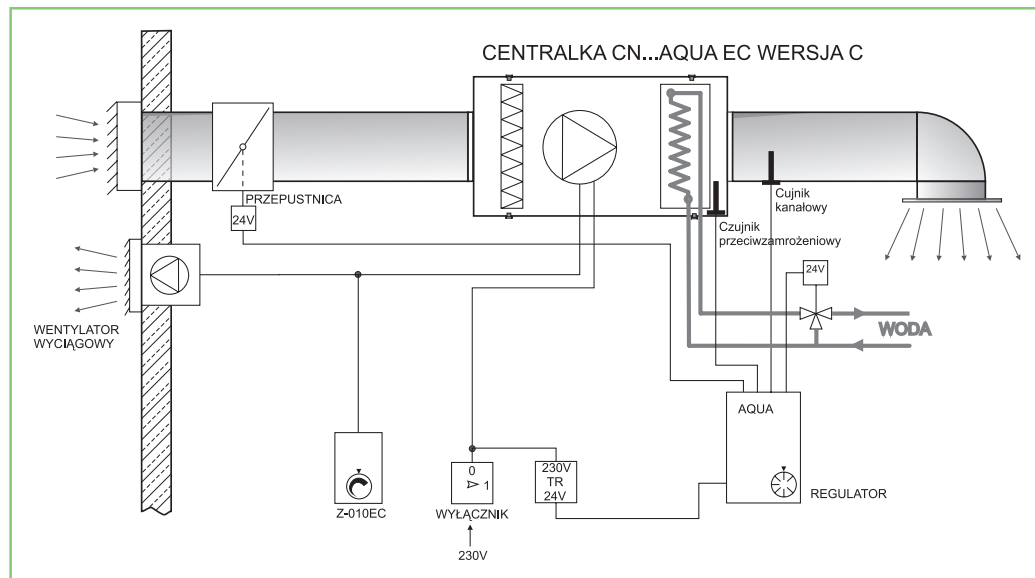 CENTRALKA CN...AQUA EC WERSJA C
PRZEPUSTNICA
24V
Cujnik
kanałowy
Czujnik
przeciwzamrożeniowy
24V
WODA
WENTYLATOR
WYCIĄGOWY
AQUA
REGULATOR
Z-010EC
0
1
WYŁĄCZNIK
230V
230V
TR
24V